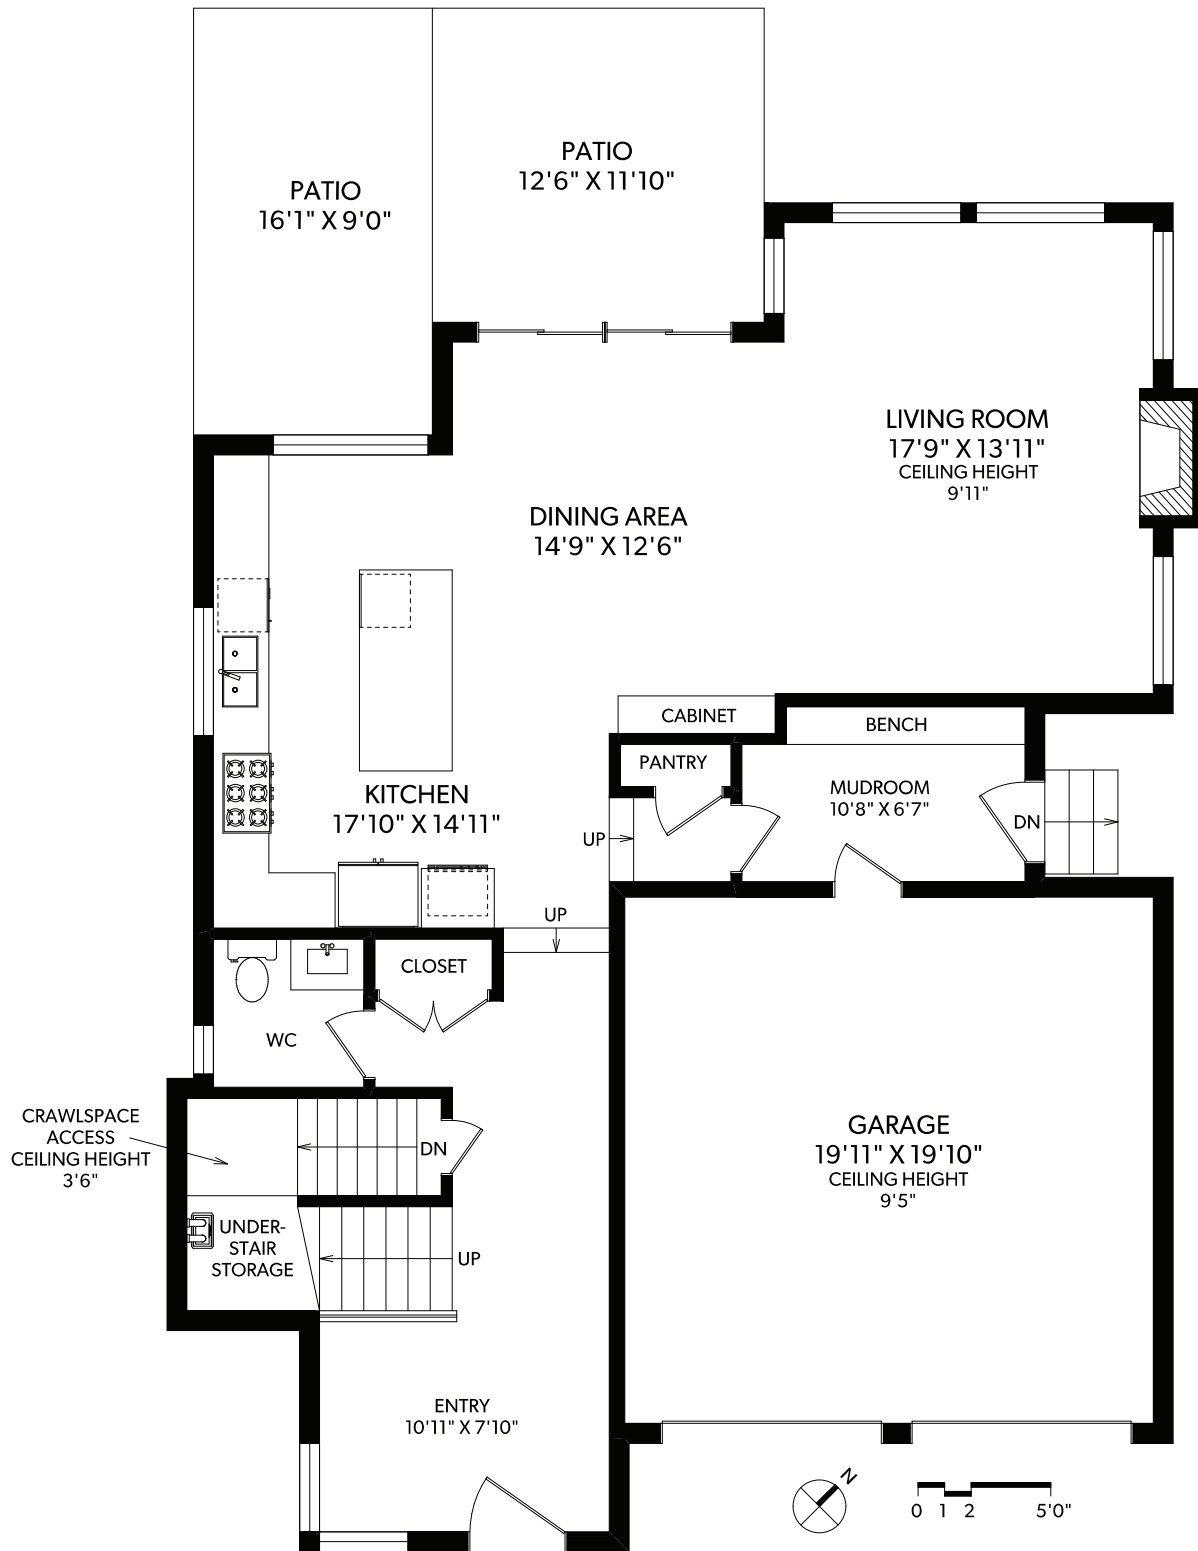 PATIO
12'6" X 11'10"
PATIO
16'1" X 9'0"
LIVING ROOM
17'9" X 13'11"
CEILING HEIGHT
9'11"
DINING AREA
14'9" X 12'6"
CABINET
BENCH
PANTRY
MUDROOM
10'8" X 6'7"
KITCHEN
17'10" X 14'11"
UP
DN
UP
CLOSET
WC
CRAWLSPACE
ACCESS
CEILING HEIGHT
3'6"
DN
GARAGE
19'11" X 19'10"
CEILING HEIGHT
9'5"
UNDER-
STAIR
STORAGE
UP
ENTRY
10'11" X 7'10"
N
0 1 2 5'0"